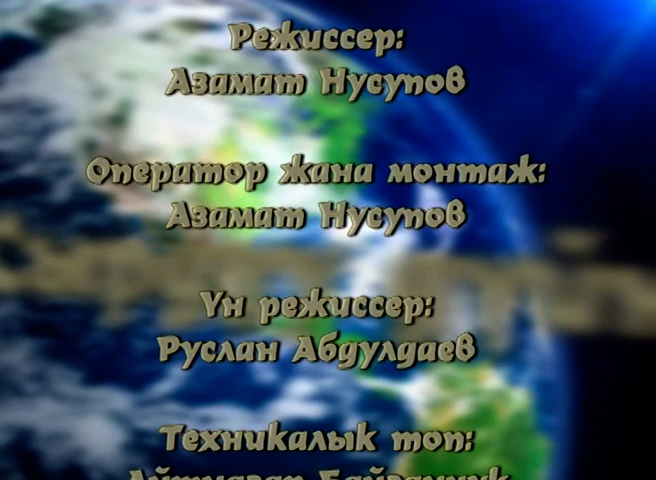 Режиссер:
Азамат Нусупов
Оператор жана монтаж:
Азамат Нусупов
Үн режиссер:
Руслан Абдулдаев
Техникалык топ: